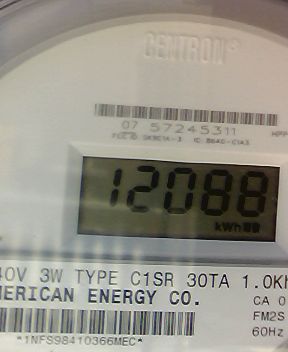 CENTRON®
07 57245311
12088
kWh
40V 3W TYPE C1SR 30TA 1.0Kh
MERICAN ENERGY CO.
CA 0
FM2S
60Hz
*1NFS98410366MEC*